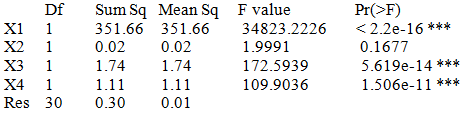 Df Sum Sq Mean Sq F value Pr(>F)
X1 1 351.66 351.66 34823.2226 < 2.2e-16 ***
X2 1 0.02 0.02 1.9991 0.1677
X3 1 1.74 1.74 172.5939 5.619e-14 ***
X4 1 1.11 1.11 109.9036 1.506e-11 ***
Res 30 0.30 0.01